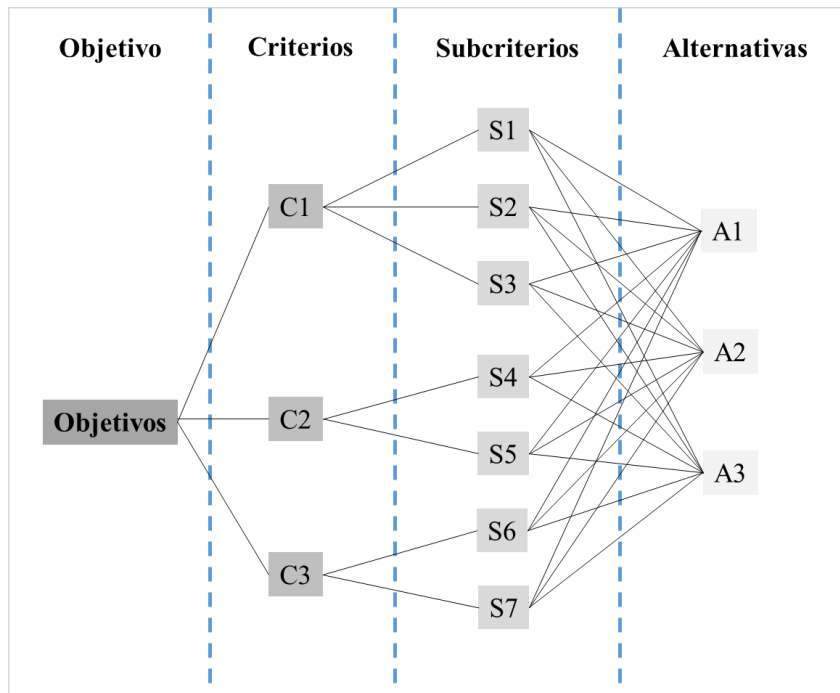 Objetivo
Criterios
Subcriterios
Alternativas
Objetivos
C1
C2
C3
S1
S2
S3
S4
S5
S6
S7
A1
A2
A3